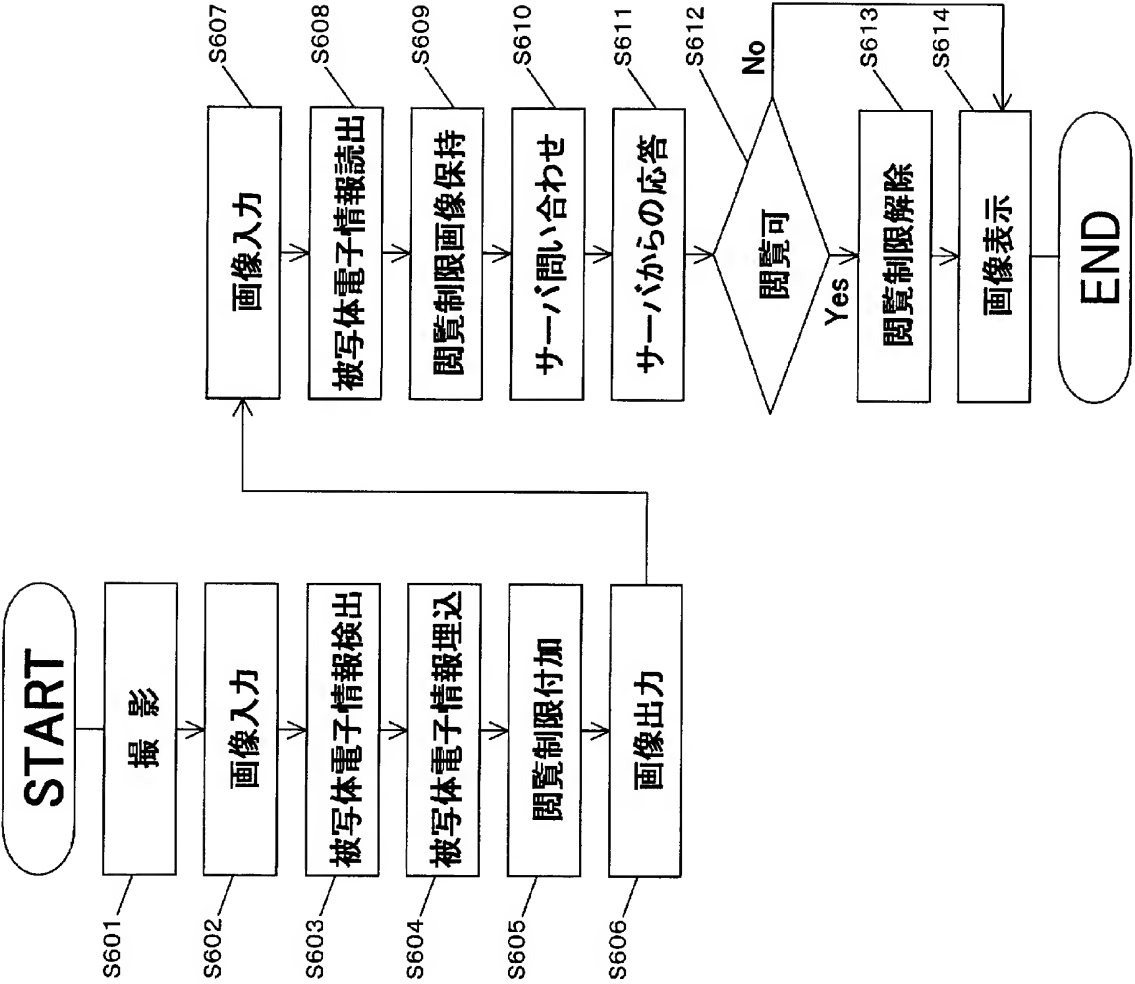 START
S601
撮 影
S602
画像入力
S603
被写体電子情報検出
S604
被写体電子情報埋込
S605
閲覧制限付加
S606
画像出力
S607
画像入力
S608
被写体電子情報読出
S609
閲覧制限画像保持
S610
サーバ問い合わせ
S611
サーバからの応答
S612
閲覧可
No
Yes
S613
閲覧制限解除
S614
画像表示
END